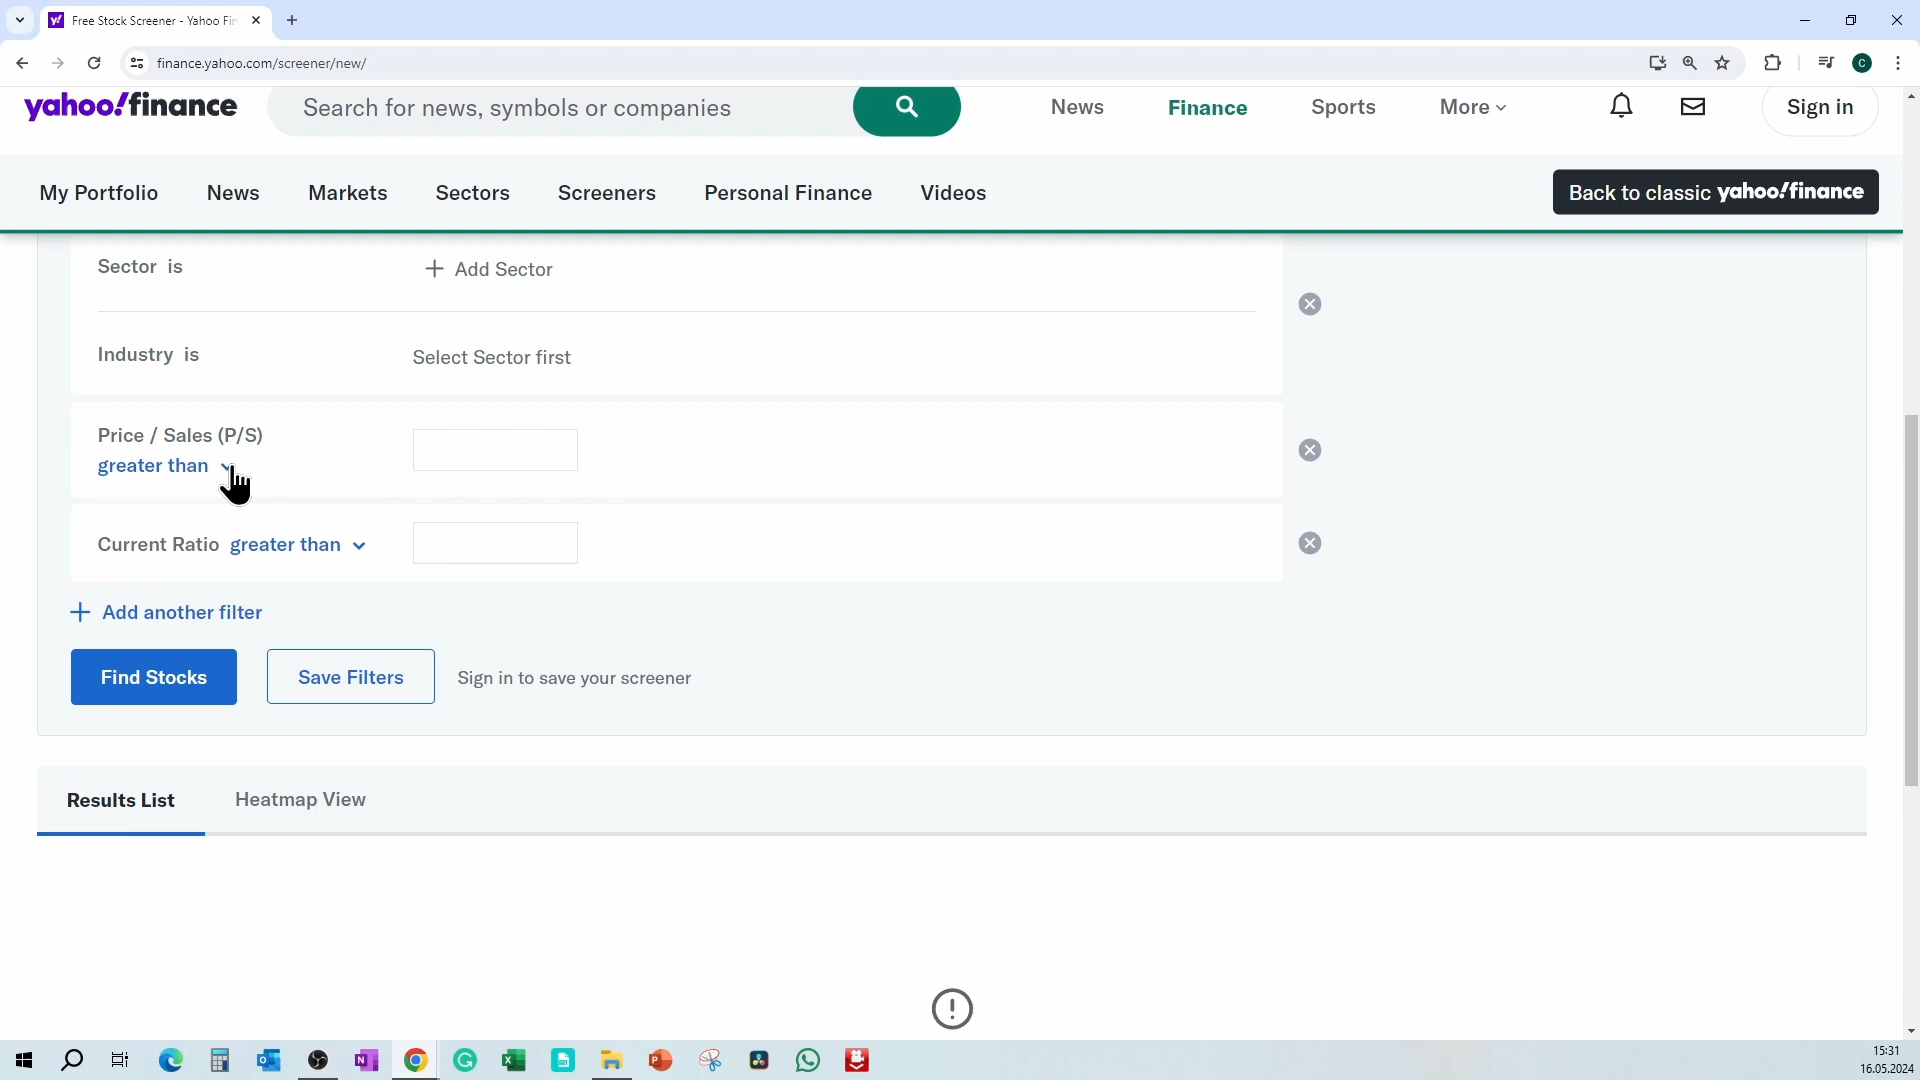 Free Stock Screener - Yahoo Fin
finance.yahoo.com/screener/new/
C
yahoo!finance
Search for news, symbols or companies
News
Finance
Sports
More
Sign in
My Portfolio
News
Markets
Sectors
Screeners
Personal Finance
Videos
Back to classic yahoo!finance
Sector is
Add Sector
Industry is
Select Sector first
Price / Sales (P/S)
greater than
Current Ratio greater than
Add another filter
Find Stocks
Save Filters
Sign in to save your screener
Results List
Heatmap View
15:31
16.05.2024